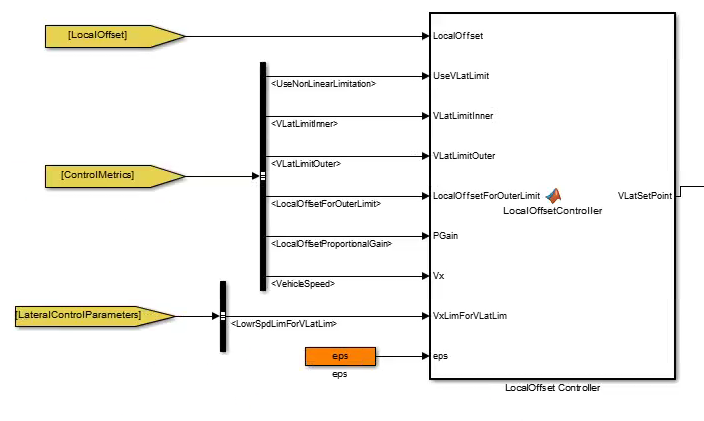 [LocalOffset]
LocalOffset
<UseNonLinearLimitation>
UseVLatLimit
<VLatLimitInner>
VLatLimitInner
<VLatLimitOuter>
VLatLimitOuter
[ControlMetrics]
<LocalOffsetForOuterLimit>
LocalOffsetForOuterLimit
LocalOffsetController
VLatSetPoint
<LocalOffsetProportionalGain>
PGain
<VehicleSpeed>
Vx
[LateralControlParameters]
<LowrSpdLimForVLatLim>
VxLimForVLatLim
eps
eps
eps
LocalOffset Controller